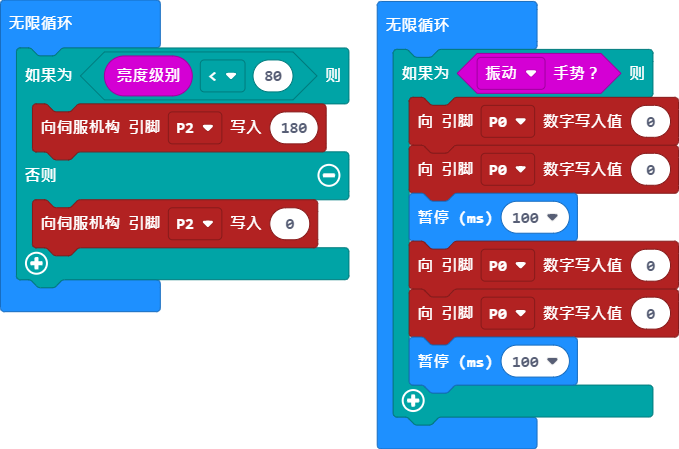 无限循环
如果为 亮度级别 < 80 则
向伺服机构 引脚 P2 写入 180
否则
向伺服机构 引脚 P2 写入 0
无限循环
如果为 振动 手势？ 则
向 引脚 P0 数字写入值 0
向 引脚 P0 数字写入值 0
暂停 (ms) 100
向 引脚 P0 数字写入值 0
向 引脚 P0 数字写入值 0
暂停 (ms) 100